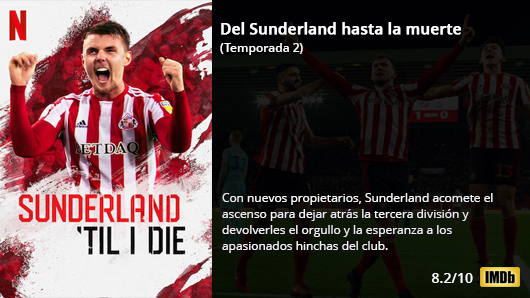 N
Del Sunderland hasta la muerte
(Temporada 2)
BETDAQ
SUNDERLAND
'TIL I DIE
Con nuevos propietarios, Sunderland acomete el
ascenso para dejar atrás la tercera división y
devolverles el orgullo y la esperanza a los
apasionados hinchas del club.
8.2/10 IMDb